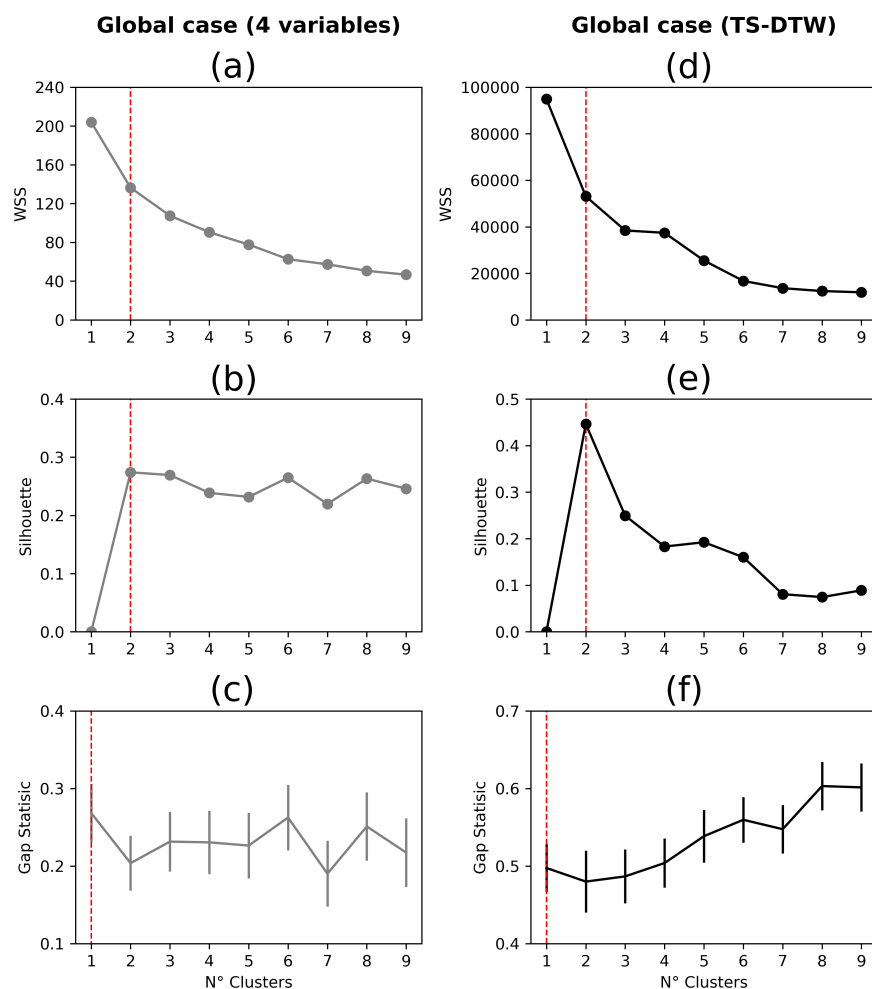 Global case (4 variables)
(a)
240
200
160
120
80
40
0
WSS
1 2 3 4 5 6 7 8 9
(b)
0.4
0.3
0.2
0.1
0.0
Silhouette
1 2 3 4 5 6 7 8 9
(c)
0.4
0.3
0.2
0.1
Gap Statisic
1 2 3 4 5 6 7 8 9
N° Clusters
Global case (TS-DTW)
(d)
100000
80000
60000
40000
20000
0
WSS
1 2 3 4 5 6 7 8 9
(e)
0.5
0.4
0.3
0.2
0.1
0.0
Silhouette
1 2 3 4 5 6 7 8 9
(f)
0.7
0.6
0.5
0.4
Gap Statisic
1 2 3 4 5 6 7 8 9
N° Clusters